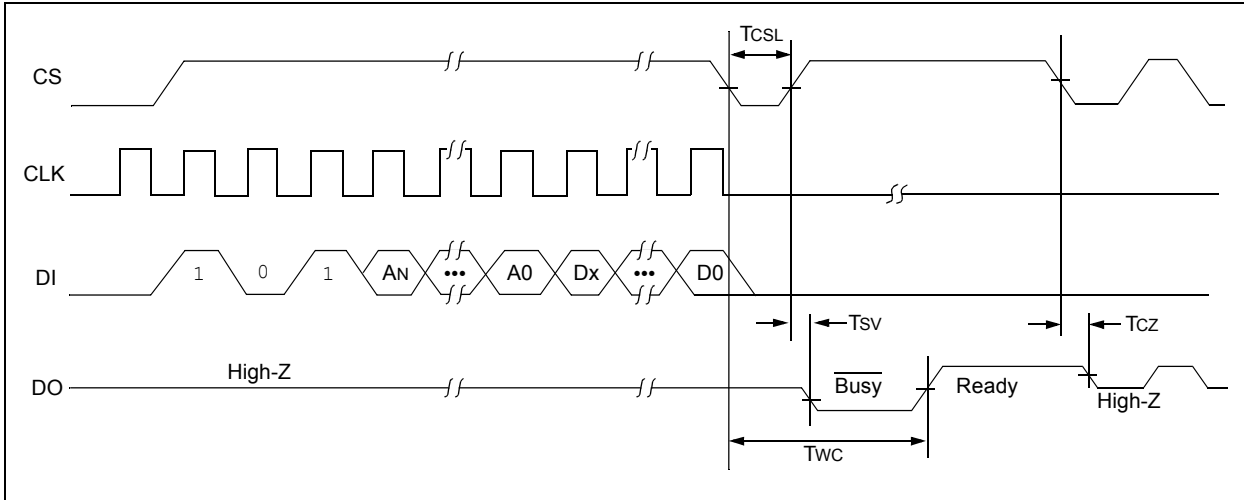 TCSL
CS
CLK
DI 1 0 1 AN ••• A0 Dx ••• D0
TSV TCZ
High-Z
DO Busy Ready High-Z
TWC